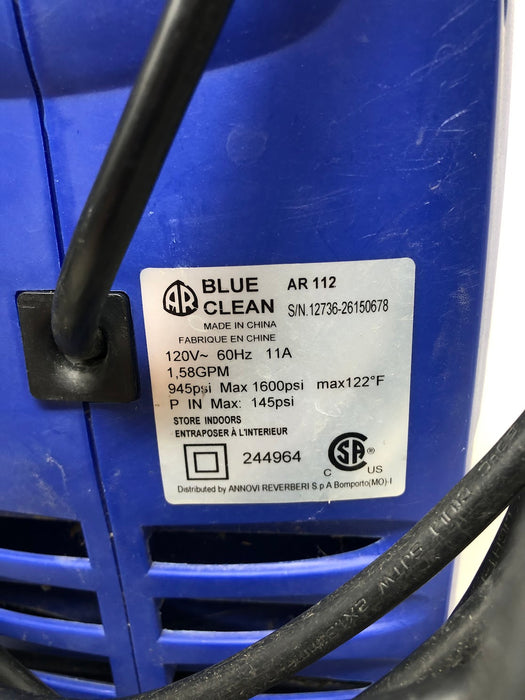 AR BLUE CLEAN AR 112
S/N.12736-26150678
MADE IN CHINA
FABRIQUE EN CHINE
120V~ 60Hz 11A
1,58GPM
945psi Max 1600psi max122°F
P IN Max: 145psi
STORE INDOORS
ENTRAPOSER À L'INTERIEUR
244964
C SA ® US
Distributed by ANNOVI REVERBERI S.p.A Bomporto(MO)-I